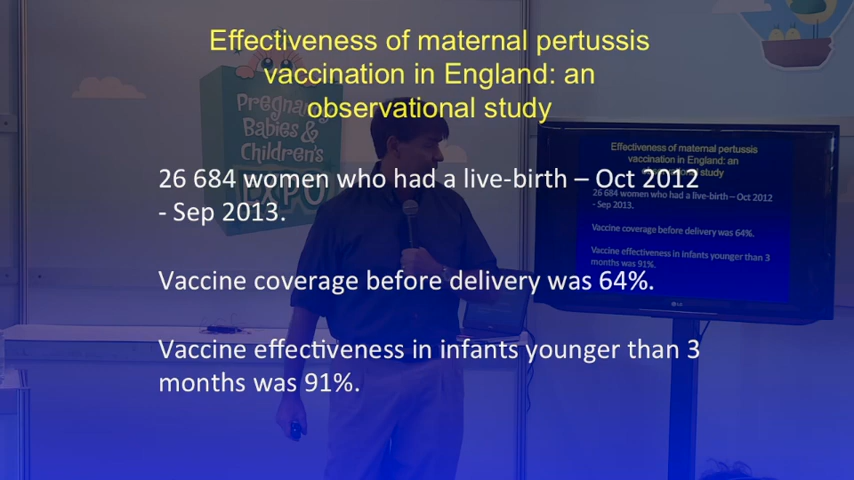 Effectiveness of maternal pertussis
vaccination in England: an
observational study
26 684 women who had a live-birth – Oct 2012
- Sep 2013.
Vaccine coverage before delivery was 64%.
Vaccine effectiveness in infants younger than 3
months was 91%.
Pregnancy
Babies &
Children's
EXPO
Effectiveness of maternal pertussis
vaccination in England: an
observational study
26 684 women who had a live-birth – Oct 2012
- Sep 2013.
Vaccine coverage before delivery was 64%.
Vaccine effectiveness in infants younger than 3
months was 91%.
LG